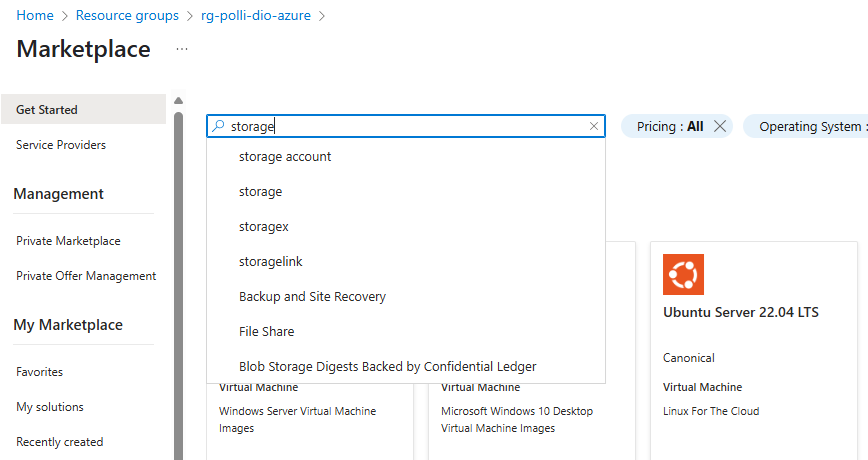 Home > Resource groups > rg-polli-dio-azure >
Marketplace ...
Get Started
Service Providers
Management
Private Marketplace
Private Offer Management
My Marketplace
Favorites
My solutions
Recently created
storage
Pricing : All
Operating System :
storage account
storage
storagex
storagelink
Backup and Site Recovery
File Share
Blob Storage Digests Backed by Confidential Ledger
Virtual Machine
Windows Server Virtual Machine
Images
Virtual Machine
Microsoft Windows 10 Desktop
Virtual Machine Images
Ubuntu Server 22.04 LTS
Canonical
Virtual Machine
Linux For The Cloud